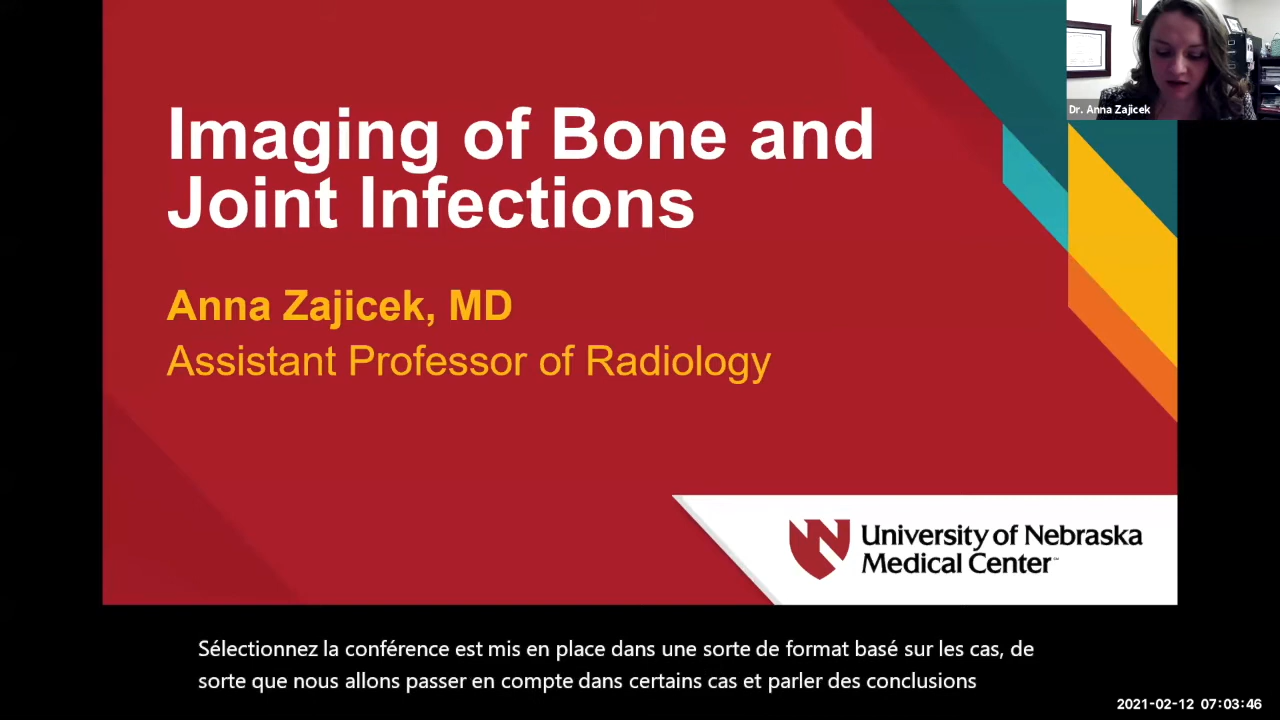 Imaging of Bone and
Joint Infections
Anna Zajicek, MD
Assistant Professor of Radiology
University of Nebraska
Medical Center™
Dr. Anna Zajicek
Sélectionnez la conférence est mis en place dans une sorte de format basé sur les cas, de
sorte que nous allons passer en compte dans certains cas et parler des conclusions
2021-02-12 07:03:46